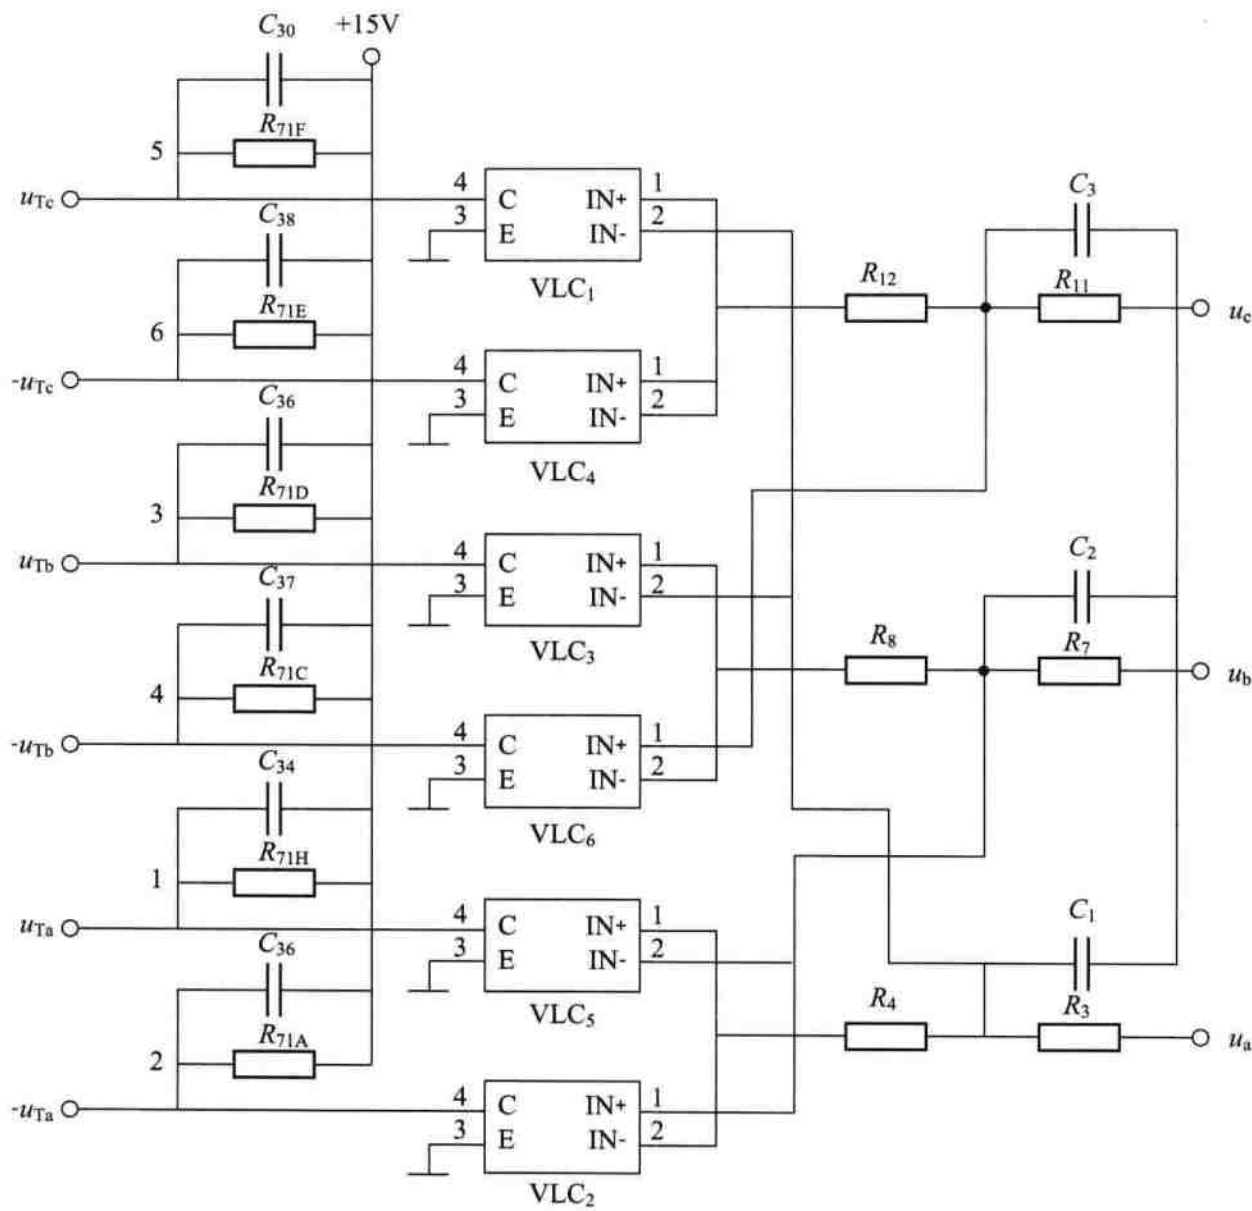 C30
+15V
R71F
5
uTc
4
C
IN+
1
3
E
IN-
2
VLC1
C38
R71E
6
-uTc
4
C
IN+
1
3
E
IN-
2
VLC4
C3
R12
R11
uc
C36
R71D
3
uTb
4
C
IN+
1
3
E
IN-
2
VLC3
C37
R71C
4
-uTb
4
C
IN+
1
3
E
IN-
2
VLC6
C2
R8
R7
ub
C34
R71H
1
uTa
4
C
IN+
1
3
E
IN-
2
VLC5
C36
R71A
2
-uTa
4
C
IN+
1
3
E
IN-
2
VLC2
C1
R4
R3
ua